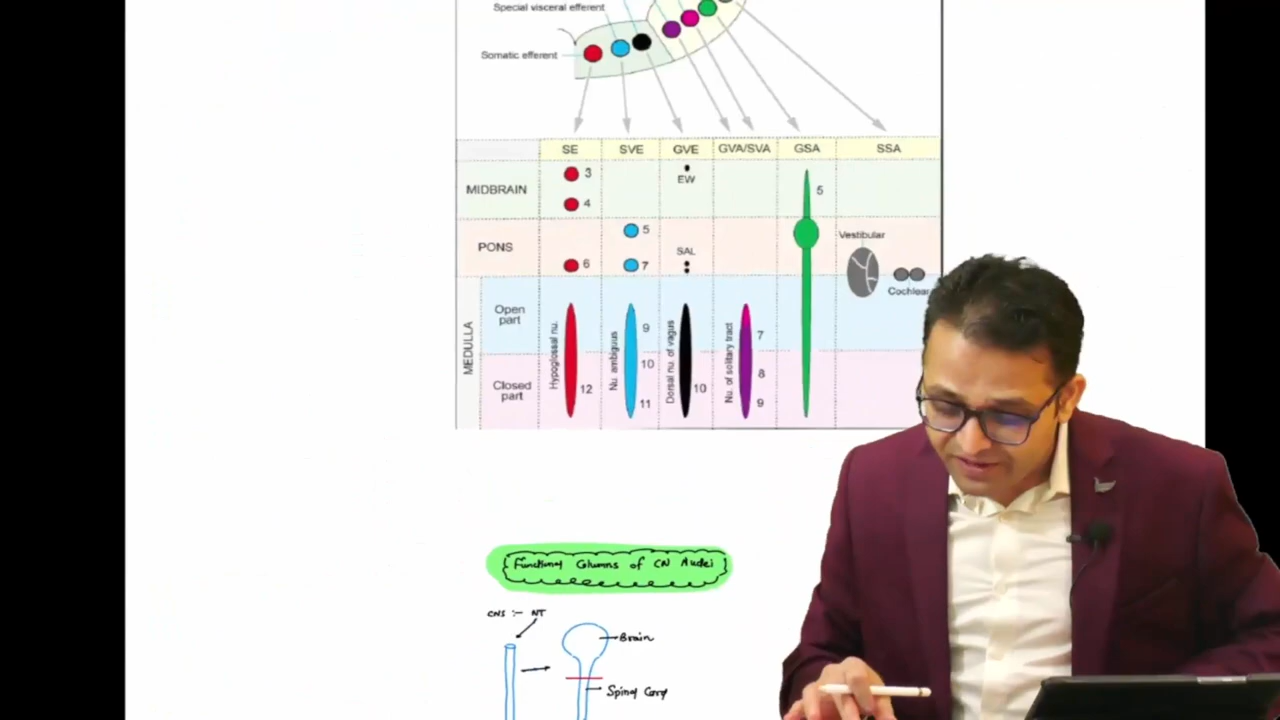 Special visceral efferent
Somatic efferent
SE SVE GVE GVA/SVA GSA SSA
MIDBRAIN 3 EW 5
4
PONS 5 Vestibular
SAL
6 7
Cochlear
MEDULLA
Open part
Closed part
Hypoglossal nu.
12
Nu. ambiguus
9
10
11
Dorsal nu. of vagus
10
Nu. of solitary tract
7
8
9
Functional Columns of CN Nuclei
CNS :- NT
Brain
Spinal Cord